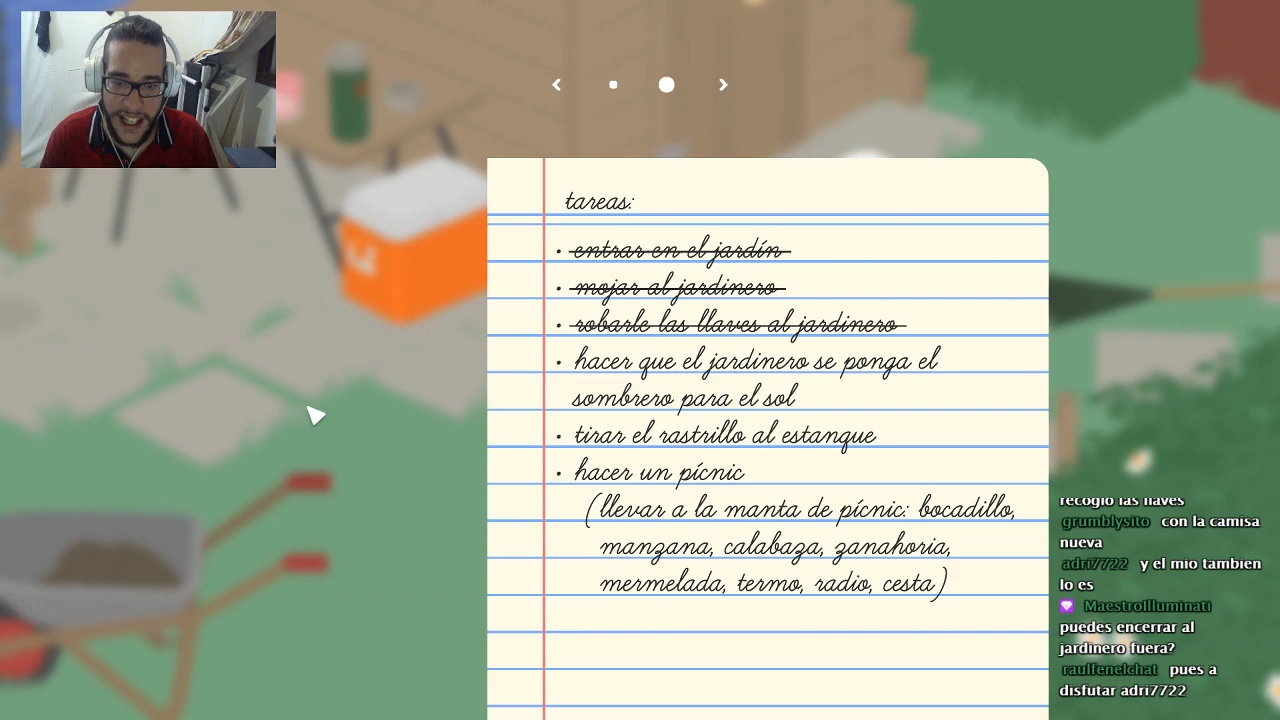 tareas:
• entrar en el jardín
• mojar al jardinero
• robarle las llaves al jardinero
• hacer que el jardinero se ponga el
sombrero para el sol
• tirar el rastrillo al estanque
• hacer un pícnic
(llevar a la manta de pícnic: bocadillo,
manzana, calabaza, zanahoria,
mermelada, termo, radio, cesta)
recogio las llaves
grumblysito con la camisa
nueva
adri7722 y el mio tambien
lo es
MaestroIlluminati
puedes encerrar al
jardinero fuera?
raulfenelchat pues a
disfutar adri7722